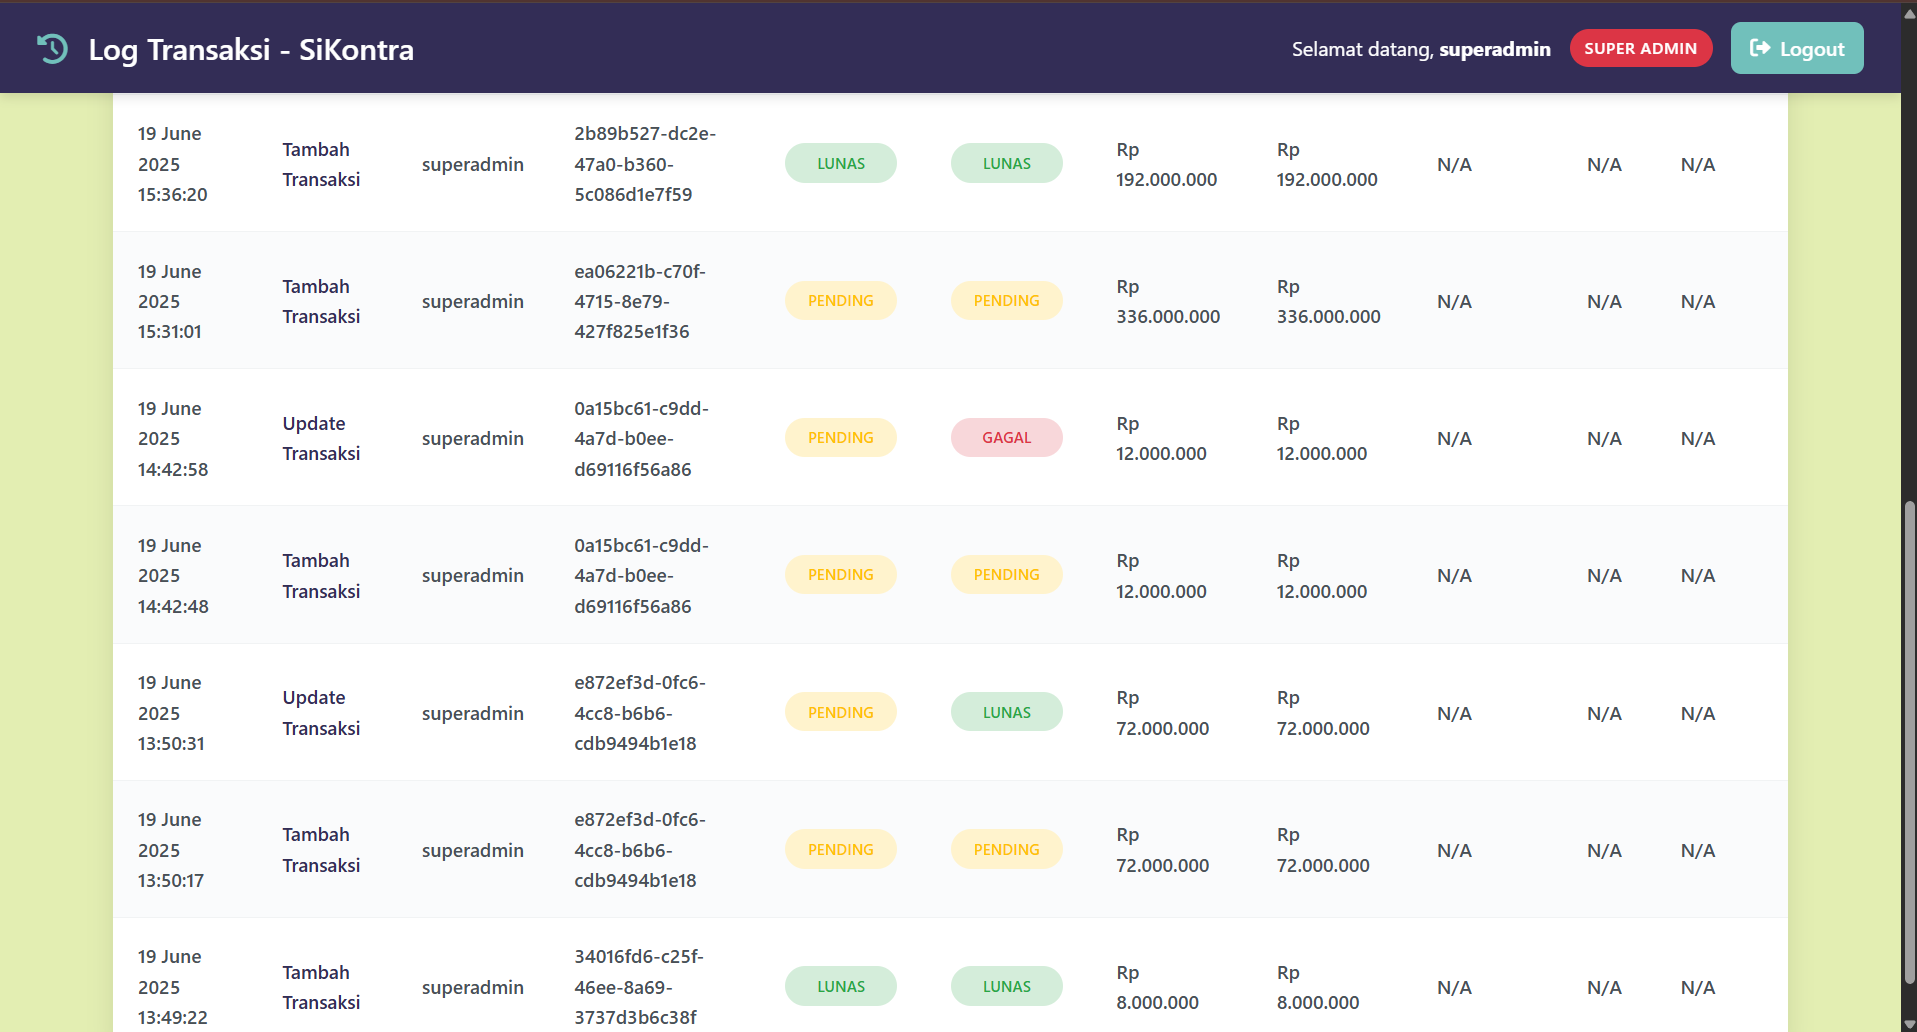 Log Transaksi - SiKontra
Selamat datang, superadmin
SUPER ADMIN
Logout
19 June
2025
15:36:20
Tambah
Transaksi
superadmin
2b89b527-dc2e-
47a0-b360-
5c086d1e7f59
LUNAS
LUNAS
Rp
192.000.000
Rp
192.000.000
N/A
N/A
N/A
19 June
2025
15:31:01
Tambah
Transaksi
superadmin
ea06221b-c70f-
4715-8e79-
427f825e1f36
PENDING
PENDING
Rp
336.000.000
Rp
336.000.000
N/A
N/A
N/A
19 June
2025
14:42:58
Update
Transaksi
superadmin
0a15bc61-c9dd-
4a7d-b0ee-
d69116f56a86
PENDING
GAGAL
Rp
12.000.000
Rp
12.000.000
N/A
N/A
N/A
19 June
2025
14:42:48
Tambah
Transaksi
superadmin
0a15bc61-c9dd-
4a7d-b0ee-
d69116f56a86
PENDING
PENDING
Rp
12.000.000
Rp
12.000.000
N/A
N/A
N/A
19 June
2025
13:50:31
Update
Transaksi
superadmin
e872ef3d-0fc6-
4cc8-b6b6-
cdb9494b1e18
PENDING
LUNAS
Rp
72.000.000
Rp
72.000.000
N/A
N/A
N/A
19 June
2025
13:50:17
Tambah
Transaksi
superadmin
e872ef3d-0fc6-
4cc8-b6b6-
cdb9494b1e18
PENDING
PENDING
Rp
72.000.000
Rp
72.000.000
N/A
N/A
N/A
19 June
2025
13:49:22
Tambah
Transaksi
superadmin
34016fd6-c25f-
46ee-8a69-
3737d3b6c38f
LUNAS
LUNAS
Rp
8.000.000
Rp
8.000.000
N/A
N/A
N/A